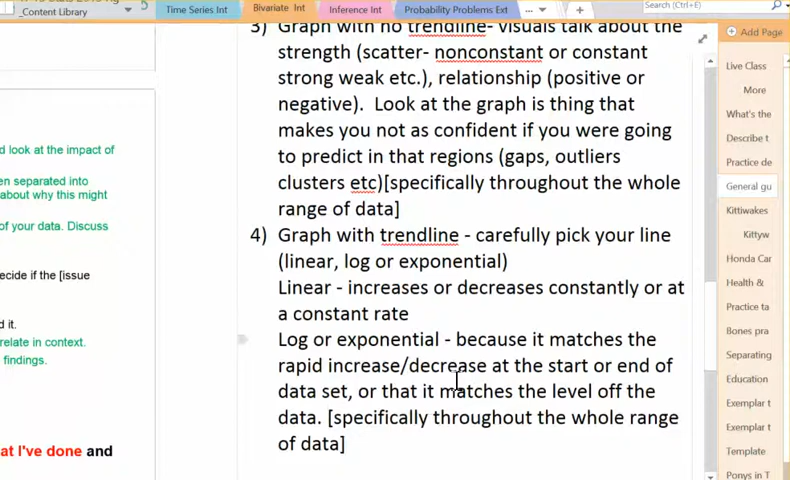 _Content Library
Time Series Int
Bivariate Int
Inference Int
Probability Problems Ext
Search (Ctrl+E)
Add Page
Live Class
More
What's the
Describe t
Practice de
General gu
Kittiwakes
Kittyw
Honda Car
Health &
Practice ta
Bones pra
Separating
Education
Exemplar t
Exemplar t
Template
Ponys in T
d look at the impact of
en separated into
about why this might
of your data. Discuss
ecide if the [issue
d it.
relate in context.
findings.
at I've done and
3) Graph with no trendline- visuals talk about the
strength (scatter- nonconstant or constant
strong weak etc.), relationship (positive or
negative). Look at the graph is thing that
makes you not as confident if you were going
to predict in that regions (gaps, outliers
clusters etc)[specifically throughout the whole
range of data]
4) Graph with trendline - carefully pick your line
(linear, log or exponential)
Linear - increases or decreases constantly or at
a constant rate
Log or exponential - because it matches the
rapid increase/decrease at the start or end of
data set, or that it matches the level off the
data. [specifically throughout the whole range
of data]